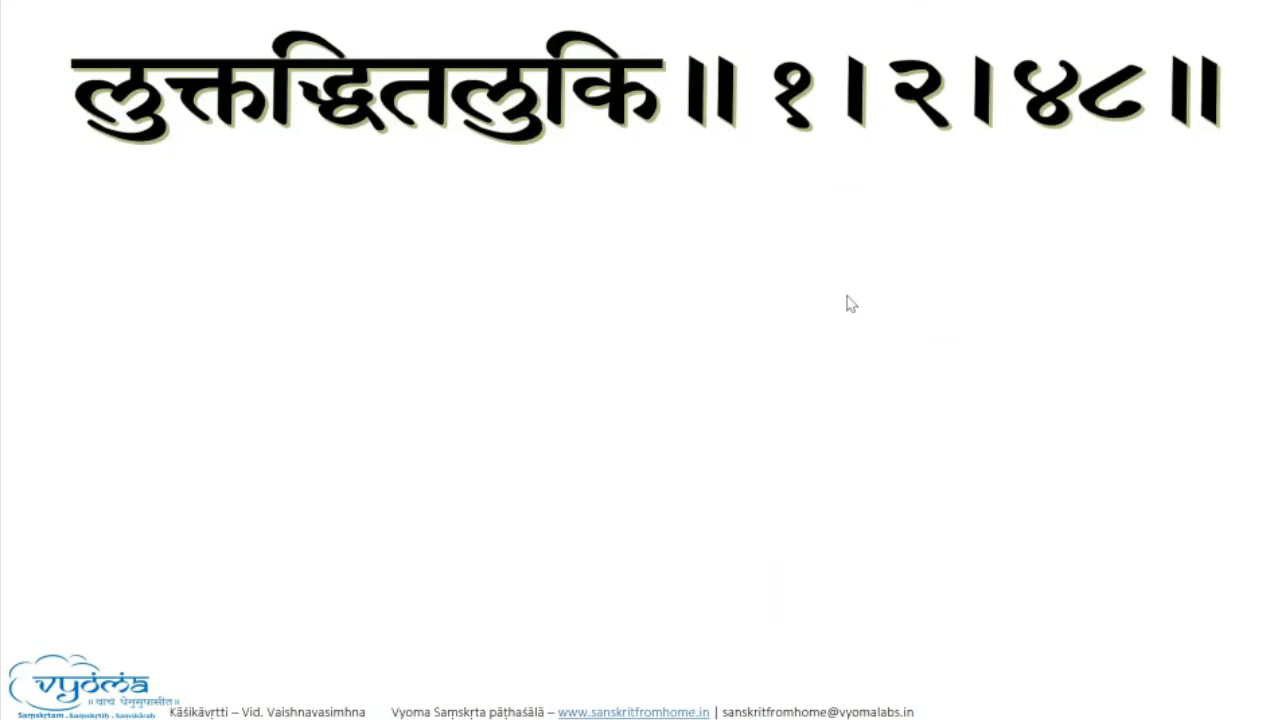 लुक्तद्धितलुकि॥ १।२।४८॥
vyoma
॥ वाचं धेनुमुपासीत॥
Saṃskṛtam . Saṃskṛtiḥ . Saṃskāraḥ
Kāśikāvṛtti – Vid. Vaishnavasimhna Vyoma Saṃskṛta pāṭhaśālā – www.sanskritfromhome.in | sanskritfromhome@vyomalabs.in